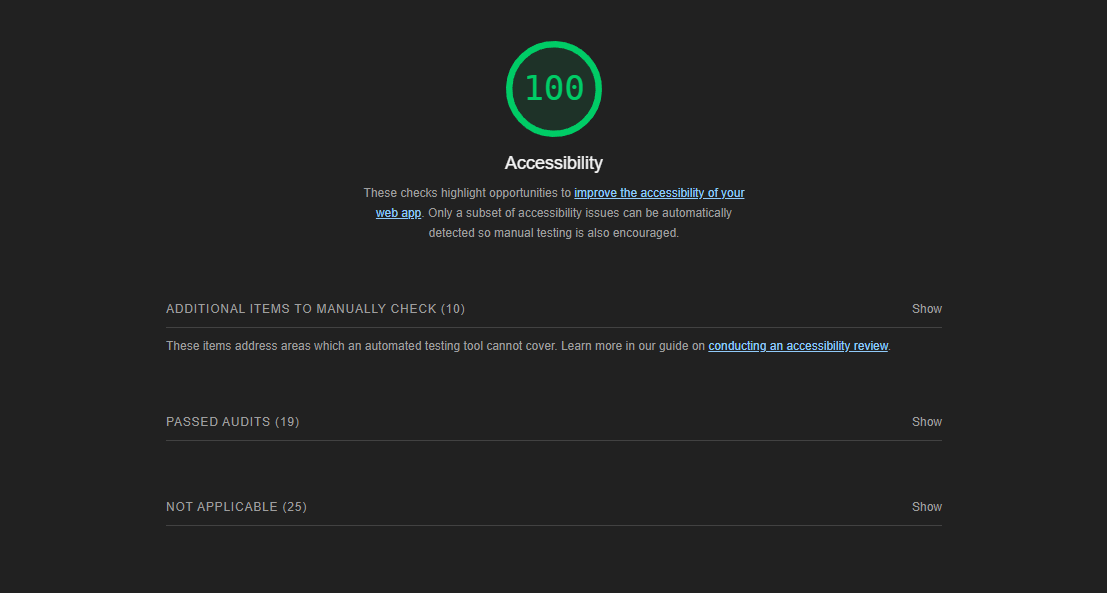 100
Accessibility
These checks highlight opportunities to improve the accessibility of your
web app. Only a subset of accessibility issues can be automatically
detected so manual testing is also encouraged.
ADDITIONAL ITEMS TO MANUALLY CHECK (10) Show
These items address areas which an automated testing tool cannot cover. Learn more in our guide on conducting an accessibility review.
PASSED AUDITS (19) Show
NOT APPLICABLE (25) Show